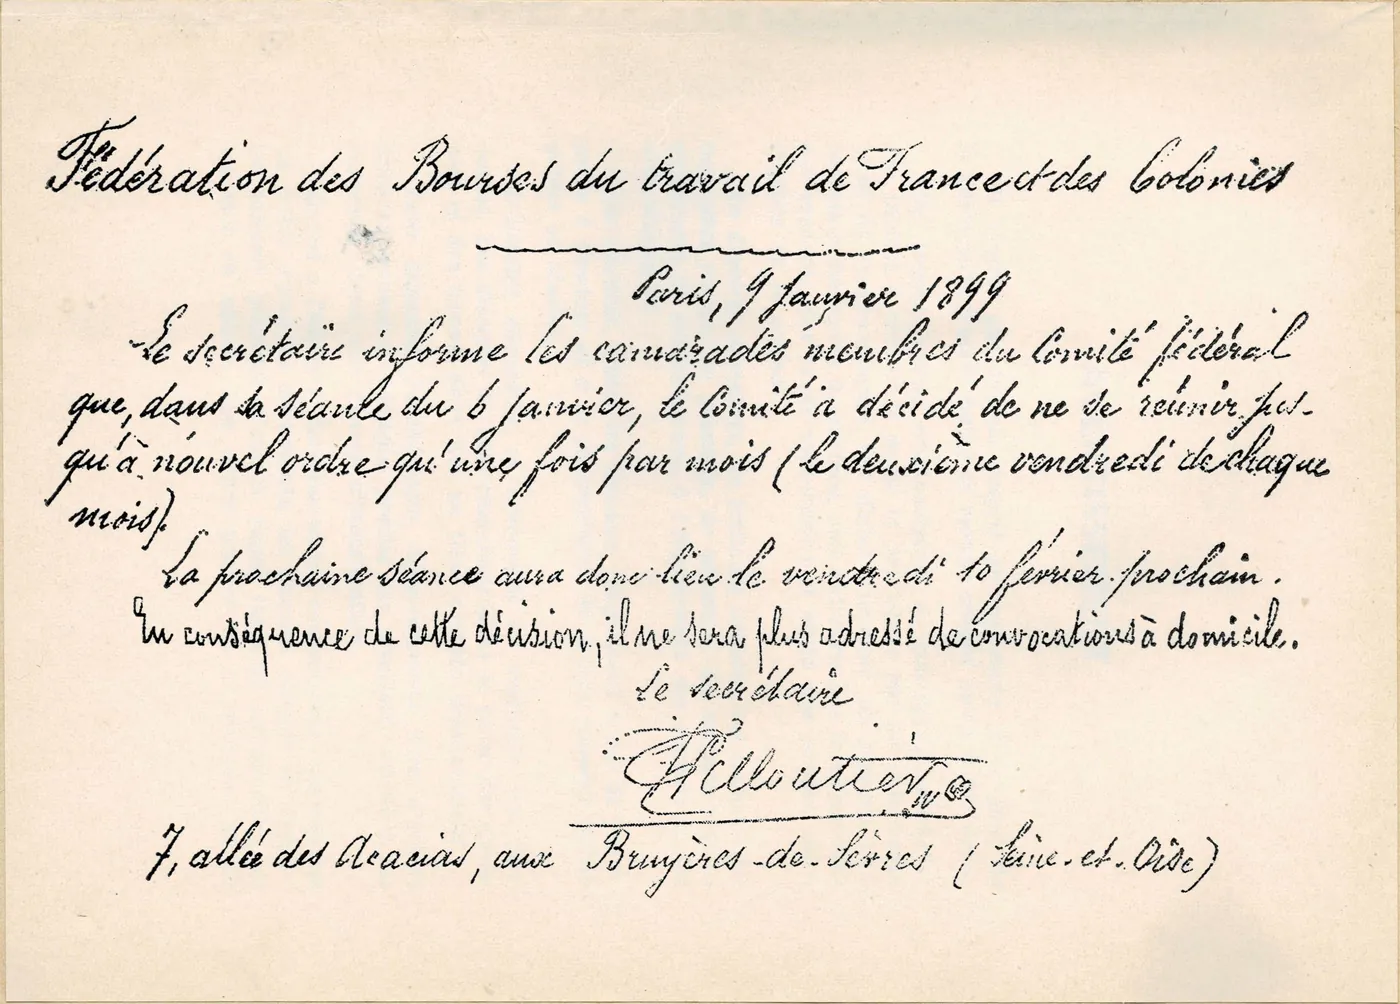 Fédération des Bourses du travail de France et des Colonies
Paris, 9 Janvier 1899
Le secrétaire informe les camarades membres du Comité fédéral
que, dans sa séance du 6 Janvier, le Comité a décidé de ne se réunir jus-
qu'à nouvel ordre qu'une fois par mois (le deuxième vendredi de chaque
mois).
La prochaine séance aura donc lieu le vendredi 10 février prochain.
En conséquence de cette décision, il ne sera plus adressé de convocations à domicile.
Le secrétaire
F Pelloutier
7, allée des Acacias, aux Bruyères-de-Sèvres (Seine-et-Oise)